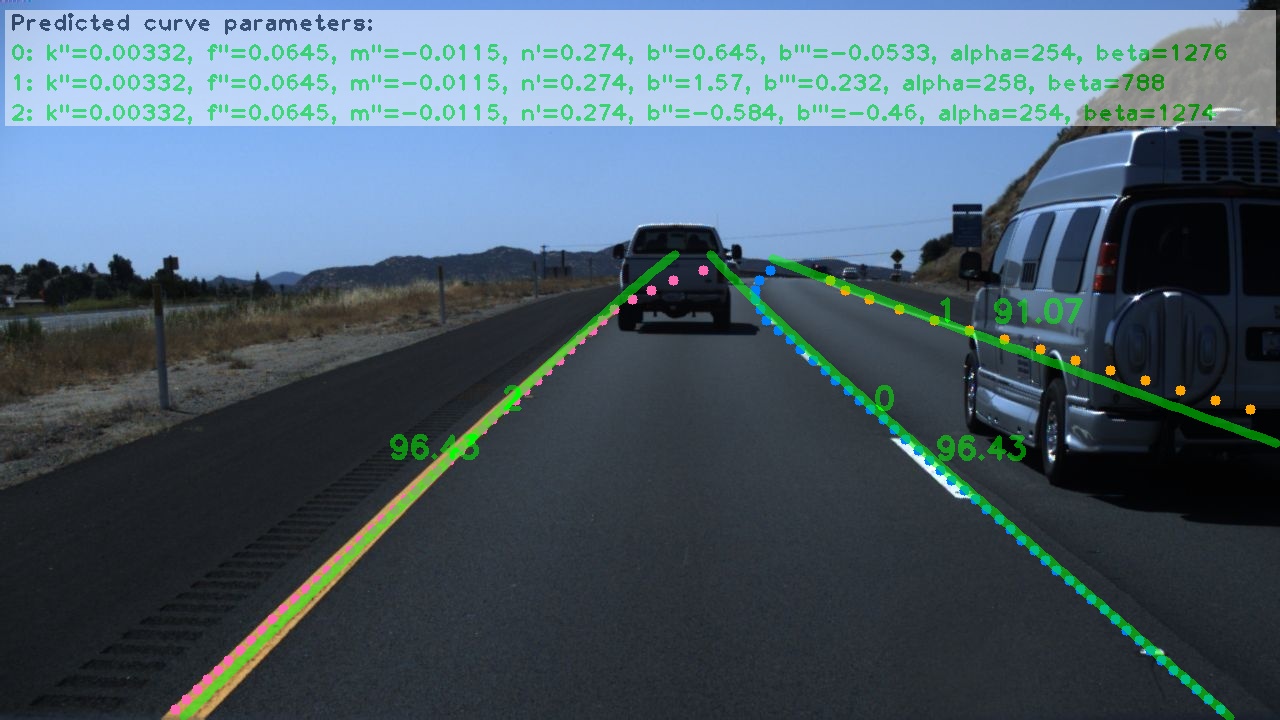 Predicted curve parameters:
0: k''=0.00332, f''=0.0645, m''=−0.0115, n'=0.274, b''=0.645, b'''=−0.0533, alpha=254, beta=1276
1: k''=0.00332, f''=0.0645, m''=−0.0115, n'=0.274, b''=1.57, b'''=0.232, alpha=258, beta=788
2: k''=0.00332, f''=0.0645, m''=−0.0115, n'=0.274, b''=−0.584, b'''=−0.46, alpha=254, beta=1274
1 91.07
2
0
96.43
96.43